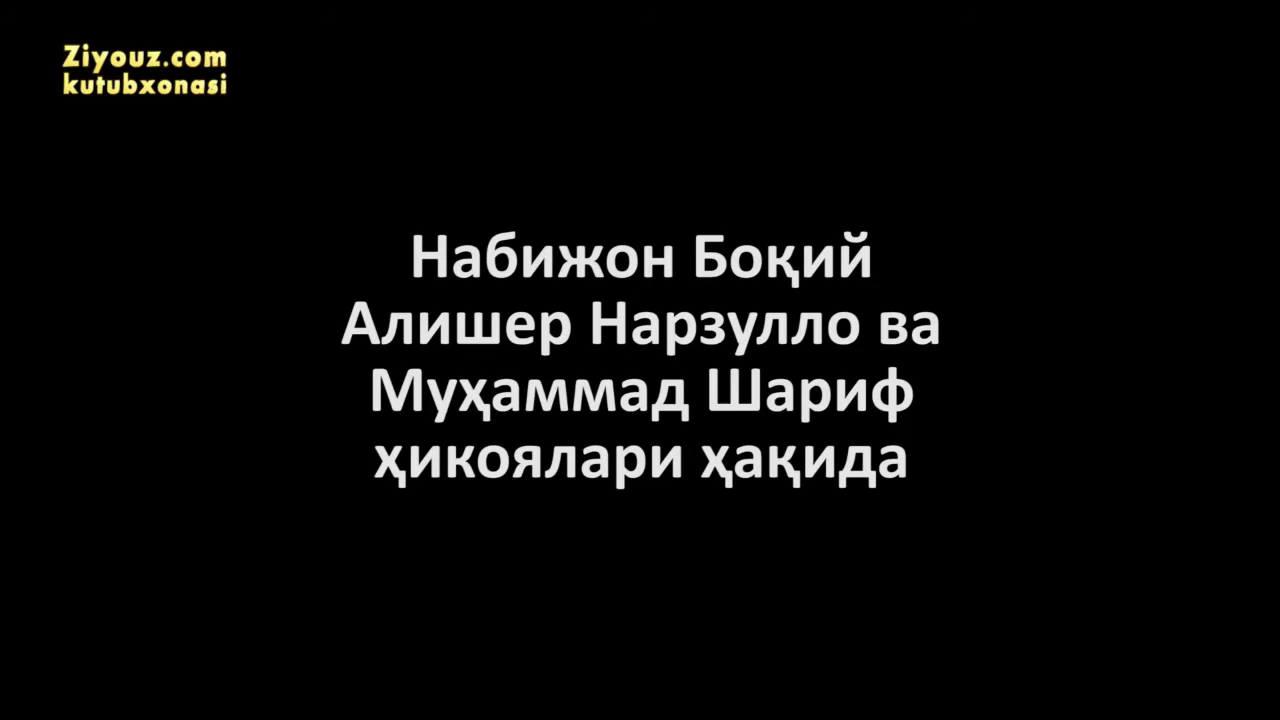 Ziyouz.com
kutubxonasi
Набижон Боқий
Алишер Нарзулло ва
Муҳаммад Шариф
ҳикоялари ҳақида